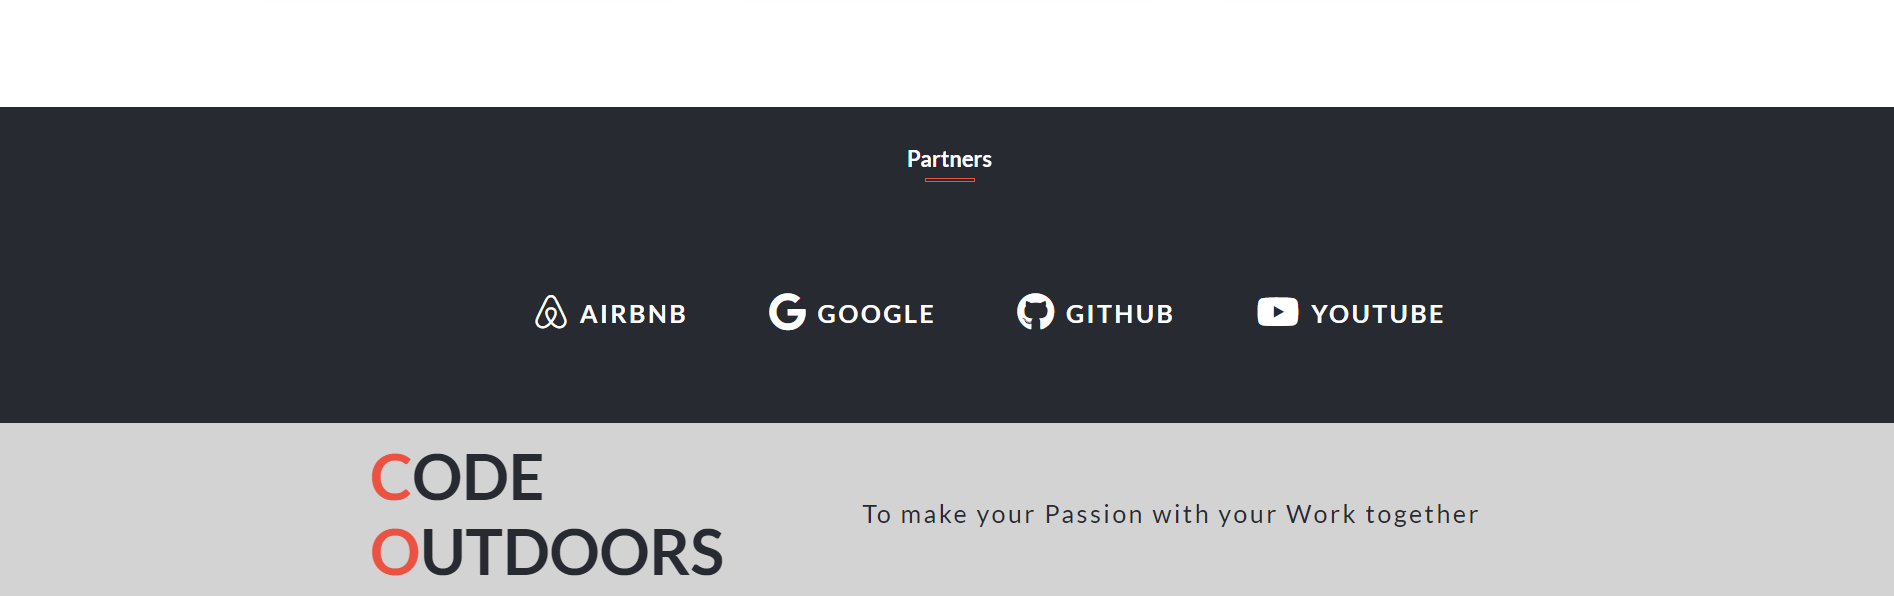 Partners
AIRBNB GOOGLE GITHUB YOUTUBE
CODE
OUTDOORS
To make your Passion with your Work together